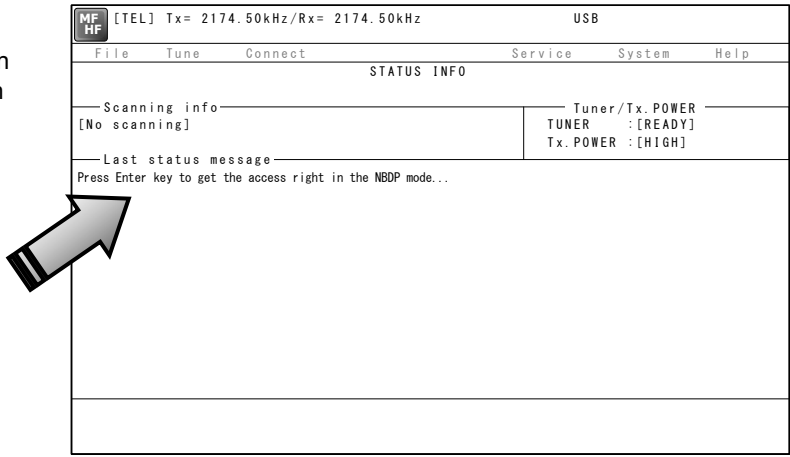 MF HF [TEL] Tx= 2174.50kHz/Rx= 2174.50kHz USB
File Tune Connect Service System Help
STATUS INFO
Scanning info Tuner/Tx.POWER
[No scanning] TUNER :[READY]
Tx.POWER :[HIGH]
Last status message
Press Enter key to get the access right in the NBDP mode...